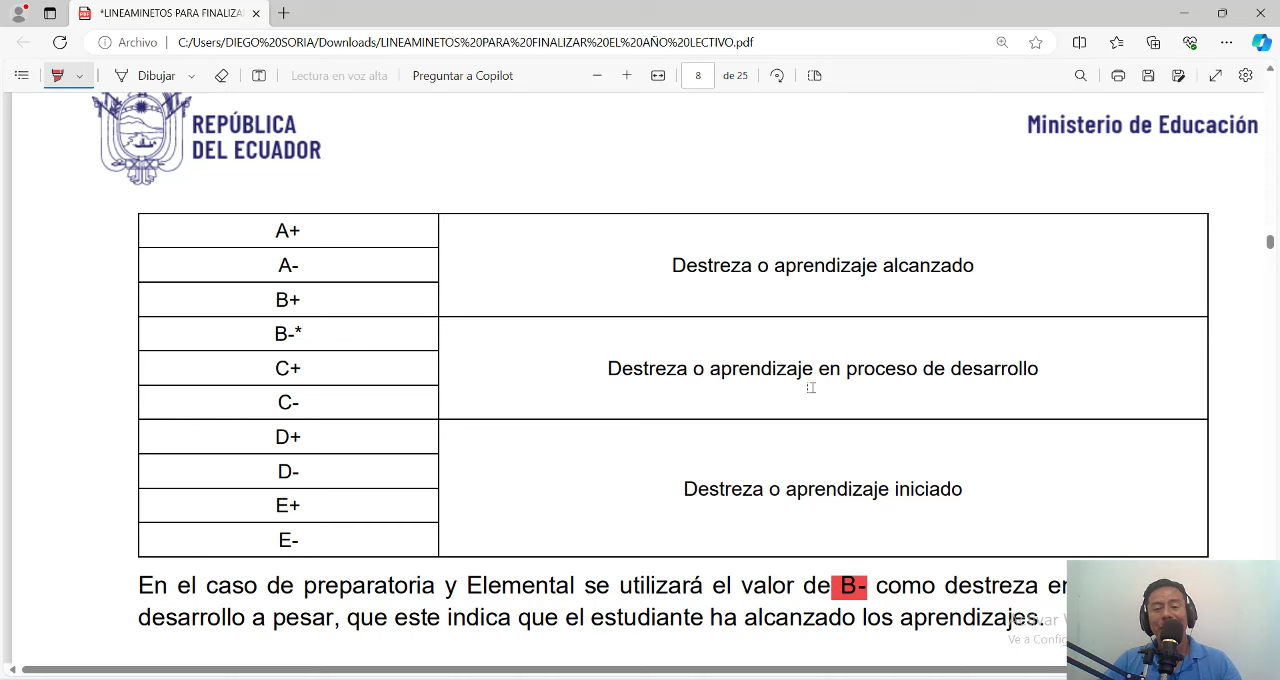 *LINEAMINETOS PARA FINALIZA
Archivo
C:/Users/DIEGO%20SORIA/Downloads/LINEAMINETOS%20PARA%20FINALIZAR%20EL%20AÑO%20LECTIVO.pdf
Dibujar
Lectura en voz alta
Preguntar a Copilot
8
de 25
REPÚBLICA
DEL ECUADOR
Ministerio de Educación
A+
A-
Destreza o aprendizaje alcanzado
B+
B-*
C+
Destreza o aprendizaje en proceso de desarrollo
C-
D+
D-
Destreza o aprendizaje iniciado
E+
E-
En el caso de preparatoria y Elemental se utilizará el valor de B- como destreza
desarrollo a pesar, que este indica que el estudiante ha alcanzado los aprendizajes.
Activar
Ve a Config